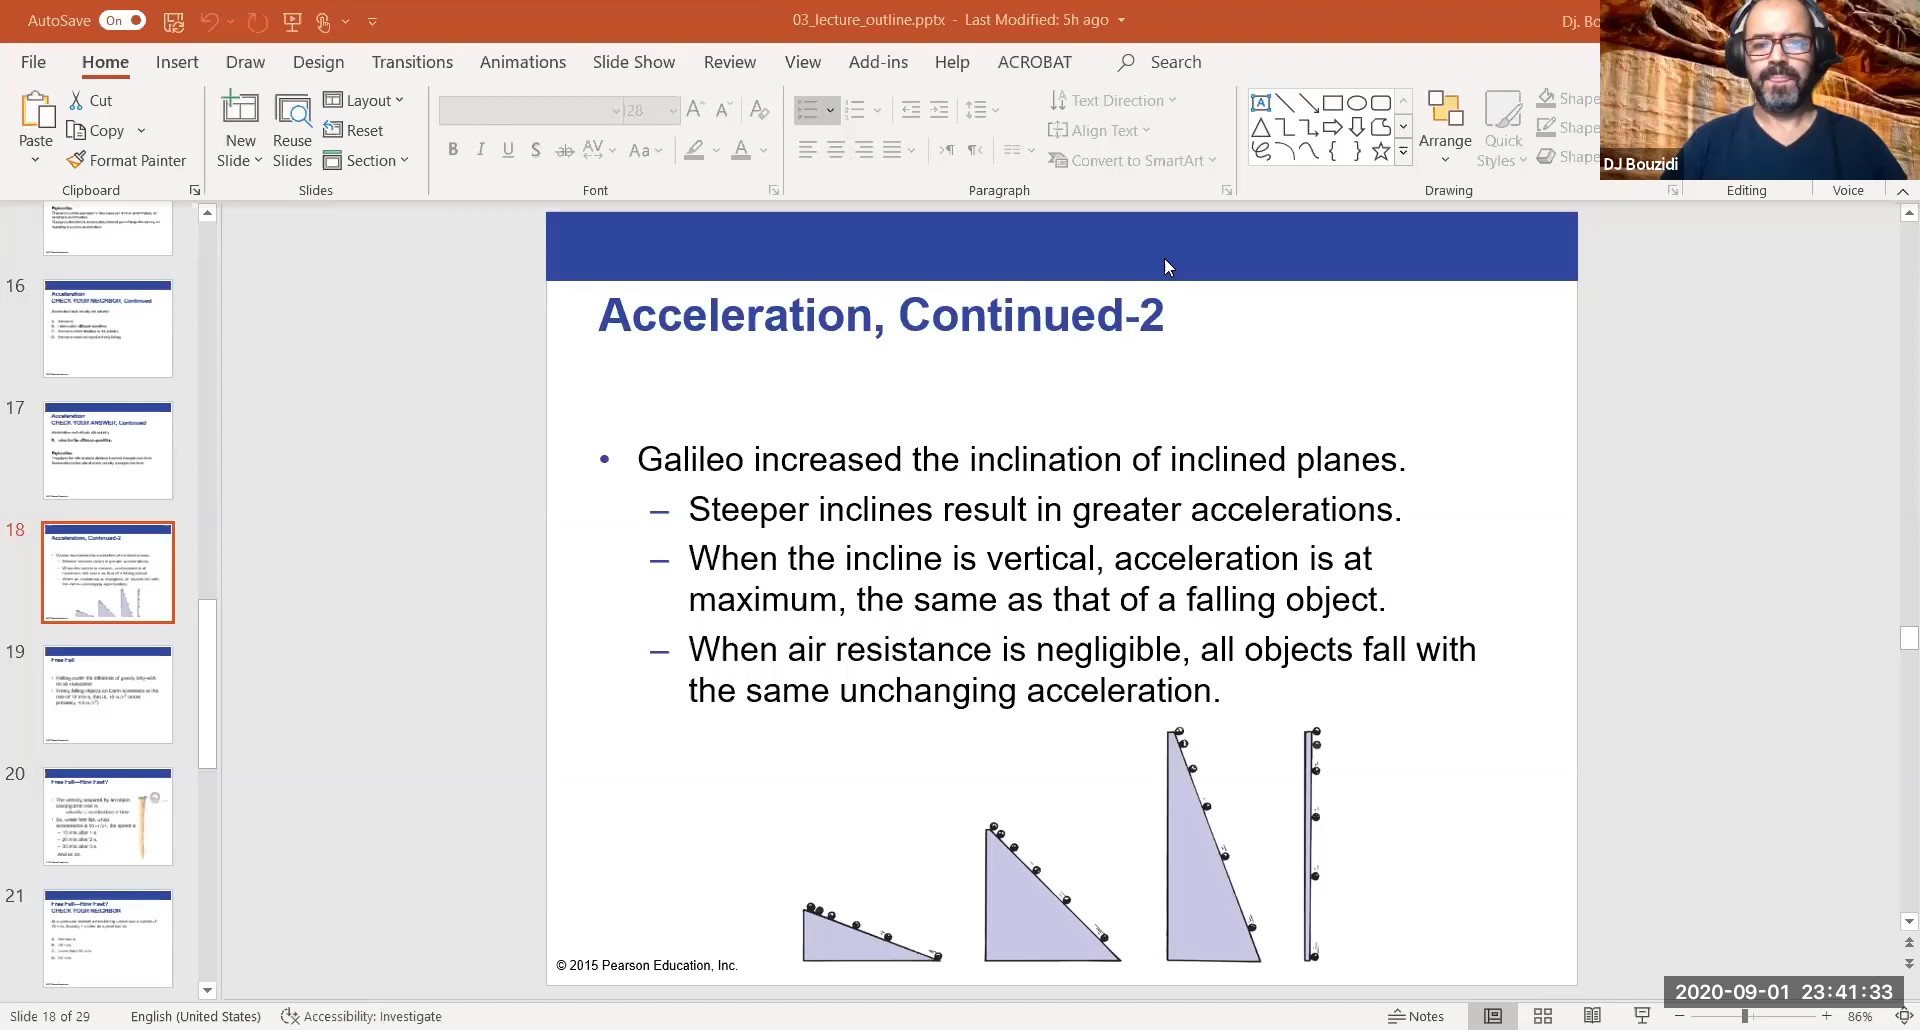 AutoSave On
03_lecture_outline.pptx - Last Modified: 5h ago
Dj. Bo
File Home Insert Draw Design Transitions Animations Slide Show Review View Add-ins Help ACROBAT Search
Paste
Cut
Copy
Format Painter
Clipboard
New Slide
Reuse Slides
Layout
Reset
Section
Slides
28
Font
Text Direction
Align Text
Convert to SmartArt
Paragraph
Arrange
Quick Styles
Shape
Shape
Shape
Drawing
Editing
Voice
DJ Bouzidi
16
17
18
19
20
21
Acceleration, Continued-2
• Galileo increased the inclination of inclined planes.
– Steeper inclines result in greater accelerations.
– When the incline is vertical, acceleration is at
maximum, the same as that of a falling object.
– When air resistance is negligible, all objects fall with
the same unchanging acceleration.
© 2015 Pearson Education, Inc.
2020-09-01 23:41:33
Slide 18 of 29 English (United States) Accessibility: Investigate Notes 86%